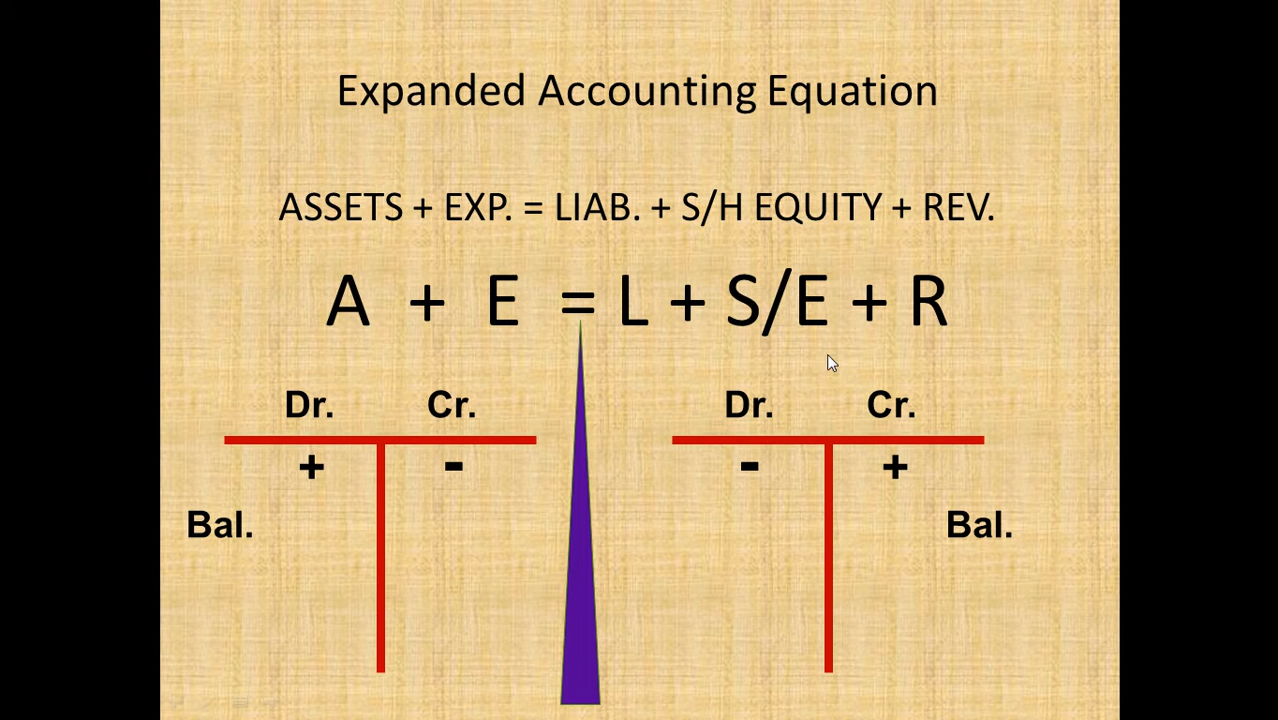 Expanded Accounting Equation
ASSETS + EXP. = LIAB. + S/H EQUITY + REV.
A + E = L + S/E + R
Dr. Cr. Dr. Cr.
+ - - +
Bal. Bal.